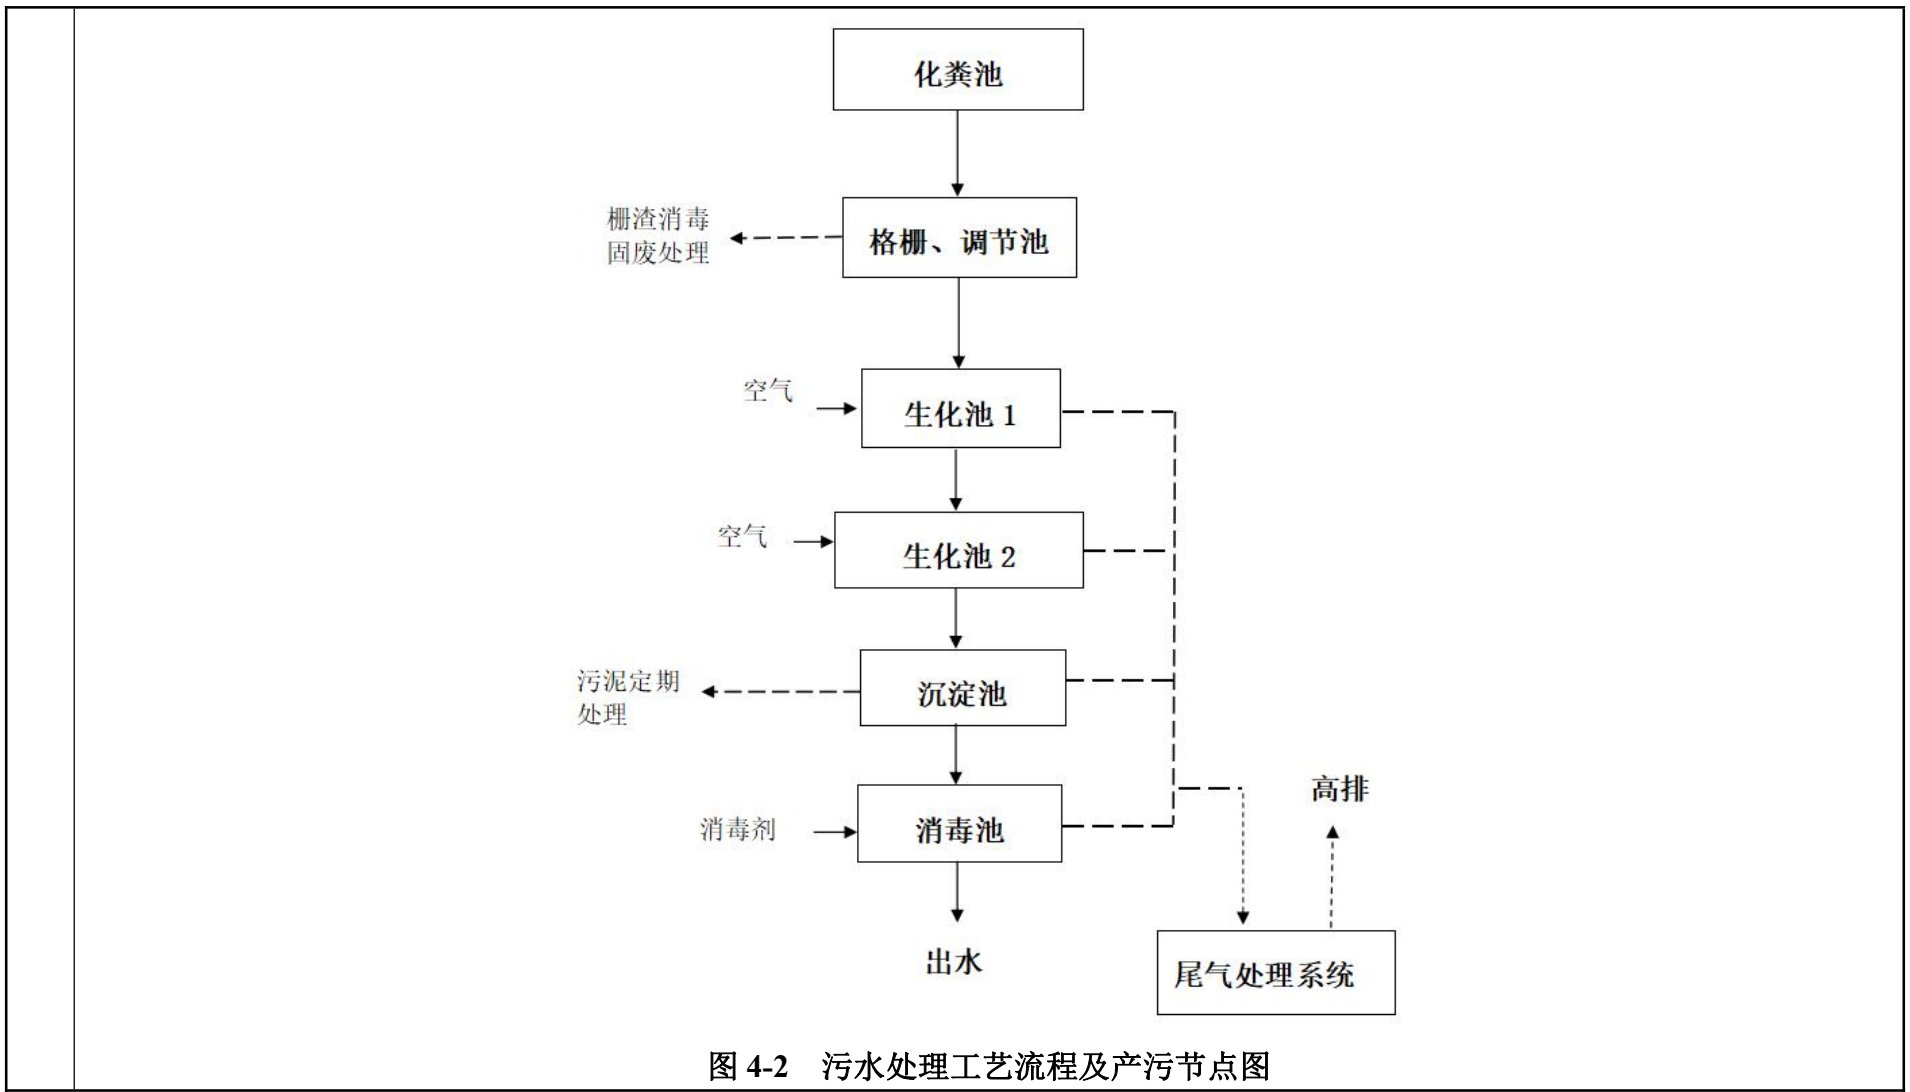 化粪池
栅渣消毒
固废处理
格栅、调节池
空气
生化池 1
空气
生化池 2
污泥定期
处理
沉淀池
高排
消毒剂
消毒池
出水
尾气处理系统
图 4-2 污水处理工艺流程及产污节点图